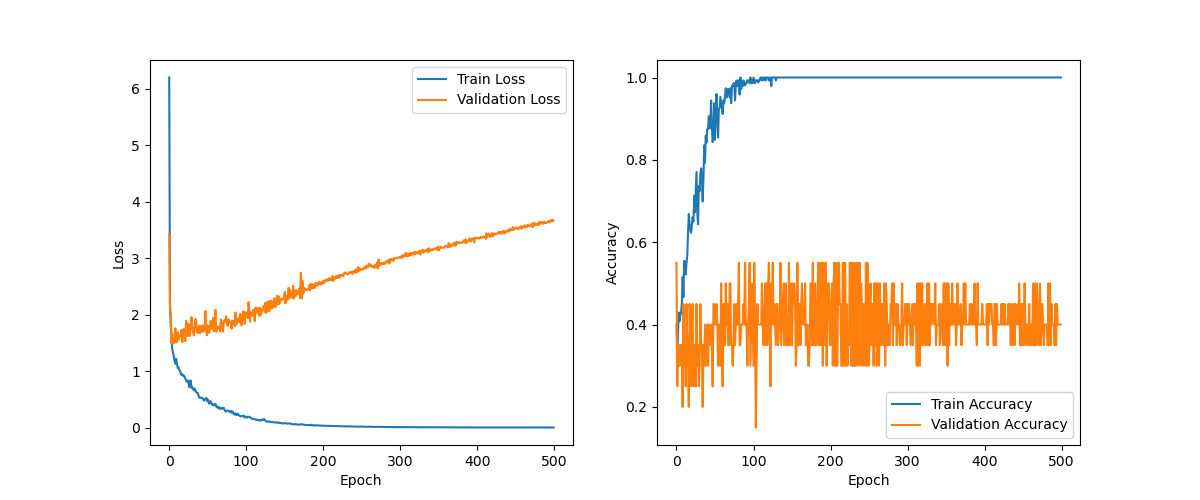 Train Loss
Validation Loss
6
5
4
3
2
1
0
Loss
0 100 200 300 400 500
Epoch
1.0
0.8
0.6
0.4
0.2
Accuracy
Train Accuracy
Validation Accuracy
0 100 200 300 400 500
Epoch